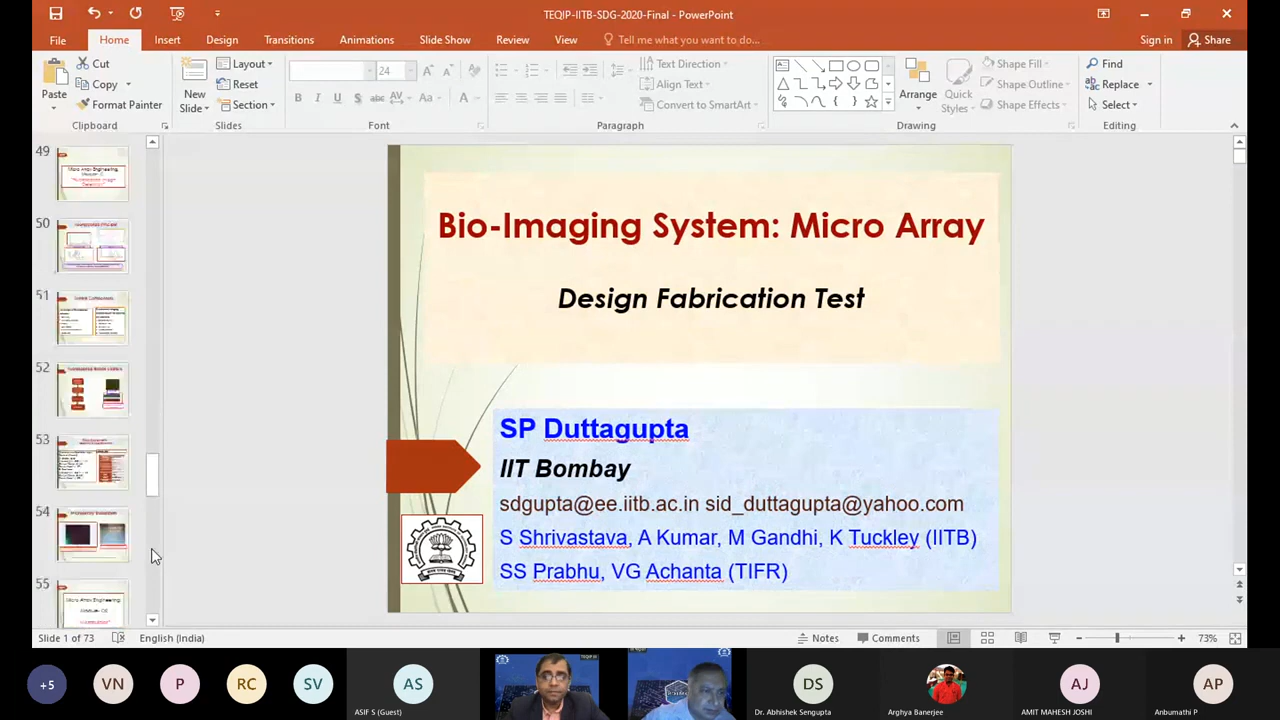 TEQIP-IITB-SDG-2020-Final - PowerPoint
File Home Insert Design Transitions Animations Slide Show Review View Tell me what you want to do... Sign in Share
Paste
Cut
Copy
Format Painter
Clipboard
New Slide
Layout
Reset
Section
Slides
24
B I U S abc AV Aa A
Font
Paragraph
Text Direction
Align Text
Convert to SmartArt
Arrange
Quick Styles
Shape Fill
Shape Outline
Shape Effects
Drawing
Find
Replace
Select
Editing
49
50
51
52
53
54
55
Bio-Imaging System: Micro Array
Design Fabrication Test
SP Duttagupta
IIT Bombay
sdgupta@ee.iitb.ac.in sid_duttagupta@yahoo.com
S Shrivastava, A Kumar, M Gandhi, K Tuckley (IITB)
SS Prabhu, VG Achanta (TIFR)
Slide 1 of 73 English (India) Notes Comments 73%
+5 VN P RC SV AS DS AJ AP
ASIF S (Guest) Dr. Abhishek Sengupta Arghya Banerjee AMIT MAHESH JOSHI Anbumathi P